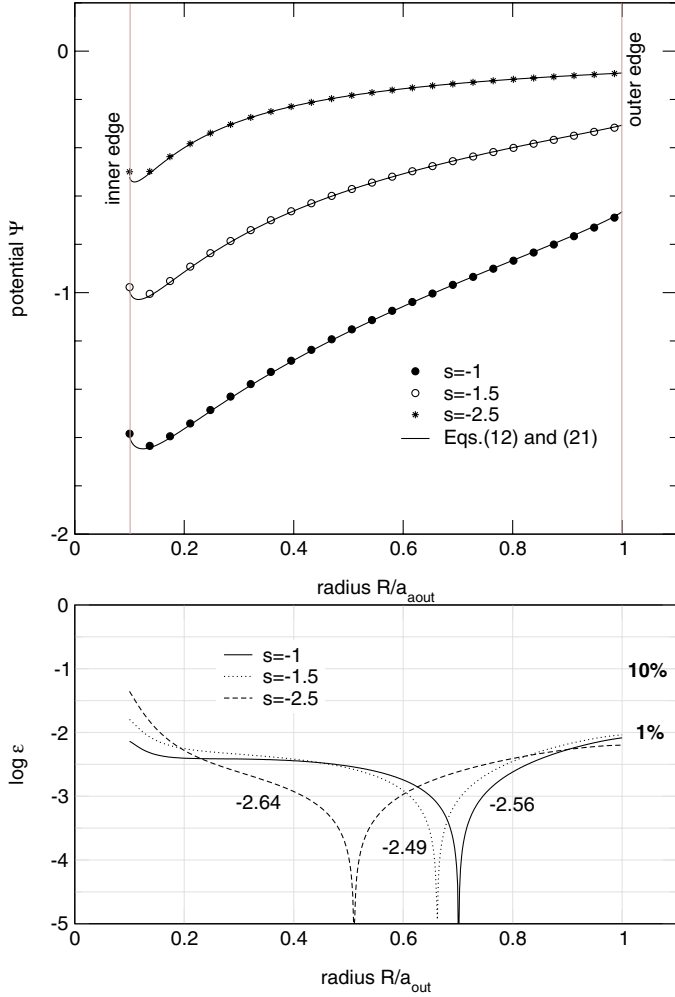 0
-1
-2
potential Ψ
inner edge
outer edge
s=-1
s=-1.5
s=-2.5
Eqs.(12) and (21)
0 0.2 0.4 0.6 0.8 1
radius R/a_aout
0
-1
-2
-3
-4
-5
log ε
s=-1
s=-1.5
s=-2.5
10%
1%
-2.64
-2.49
-2.56
0 0.2 0.4 0.6 0.8 1
radius R/a_out